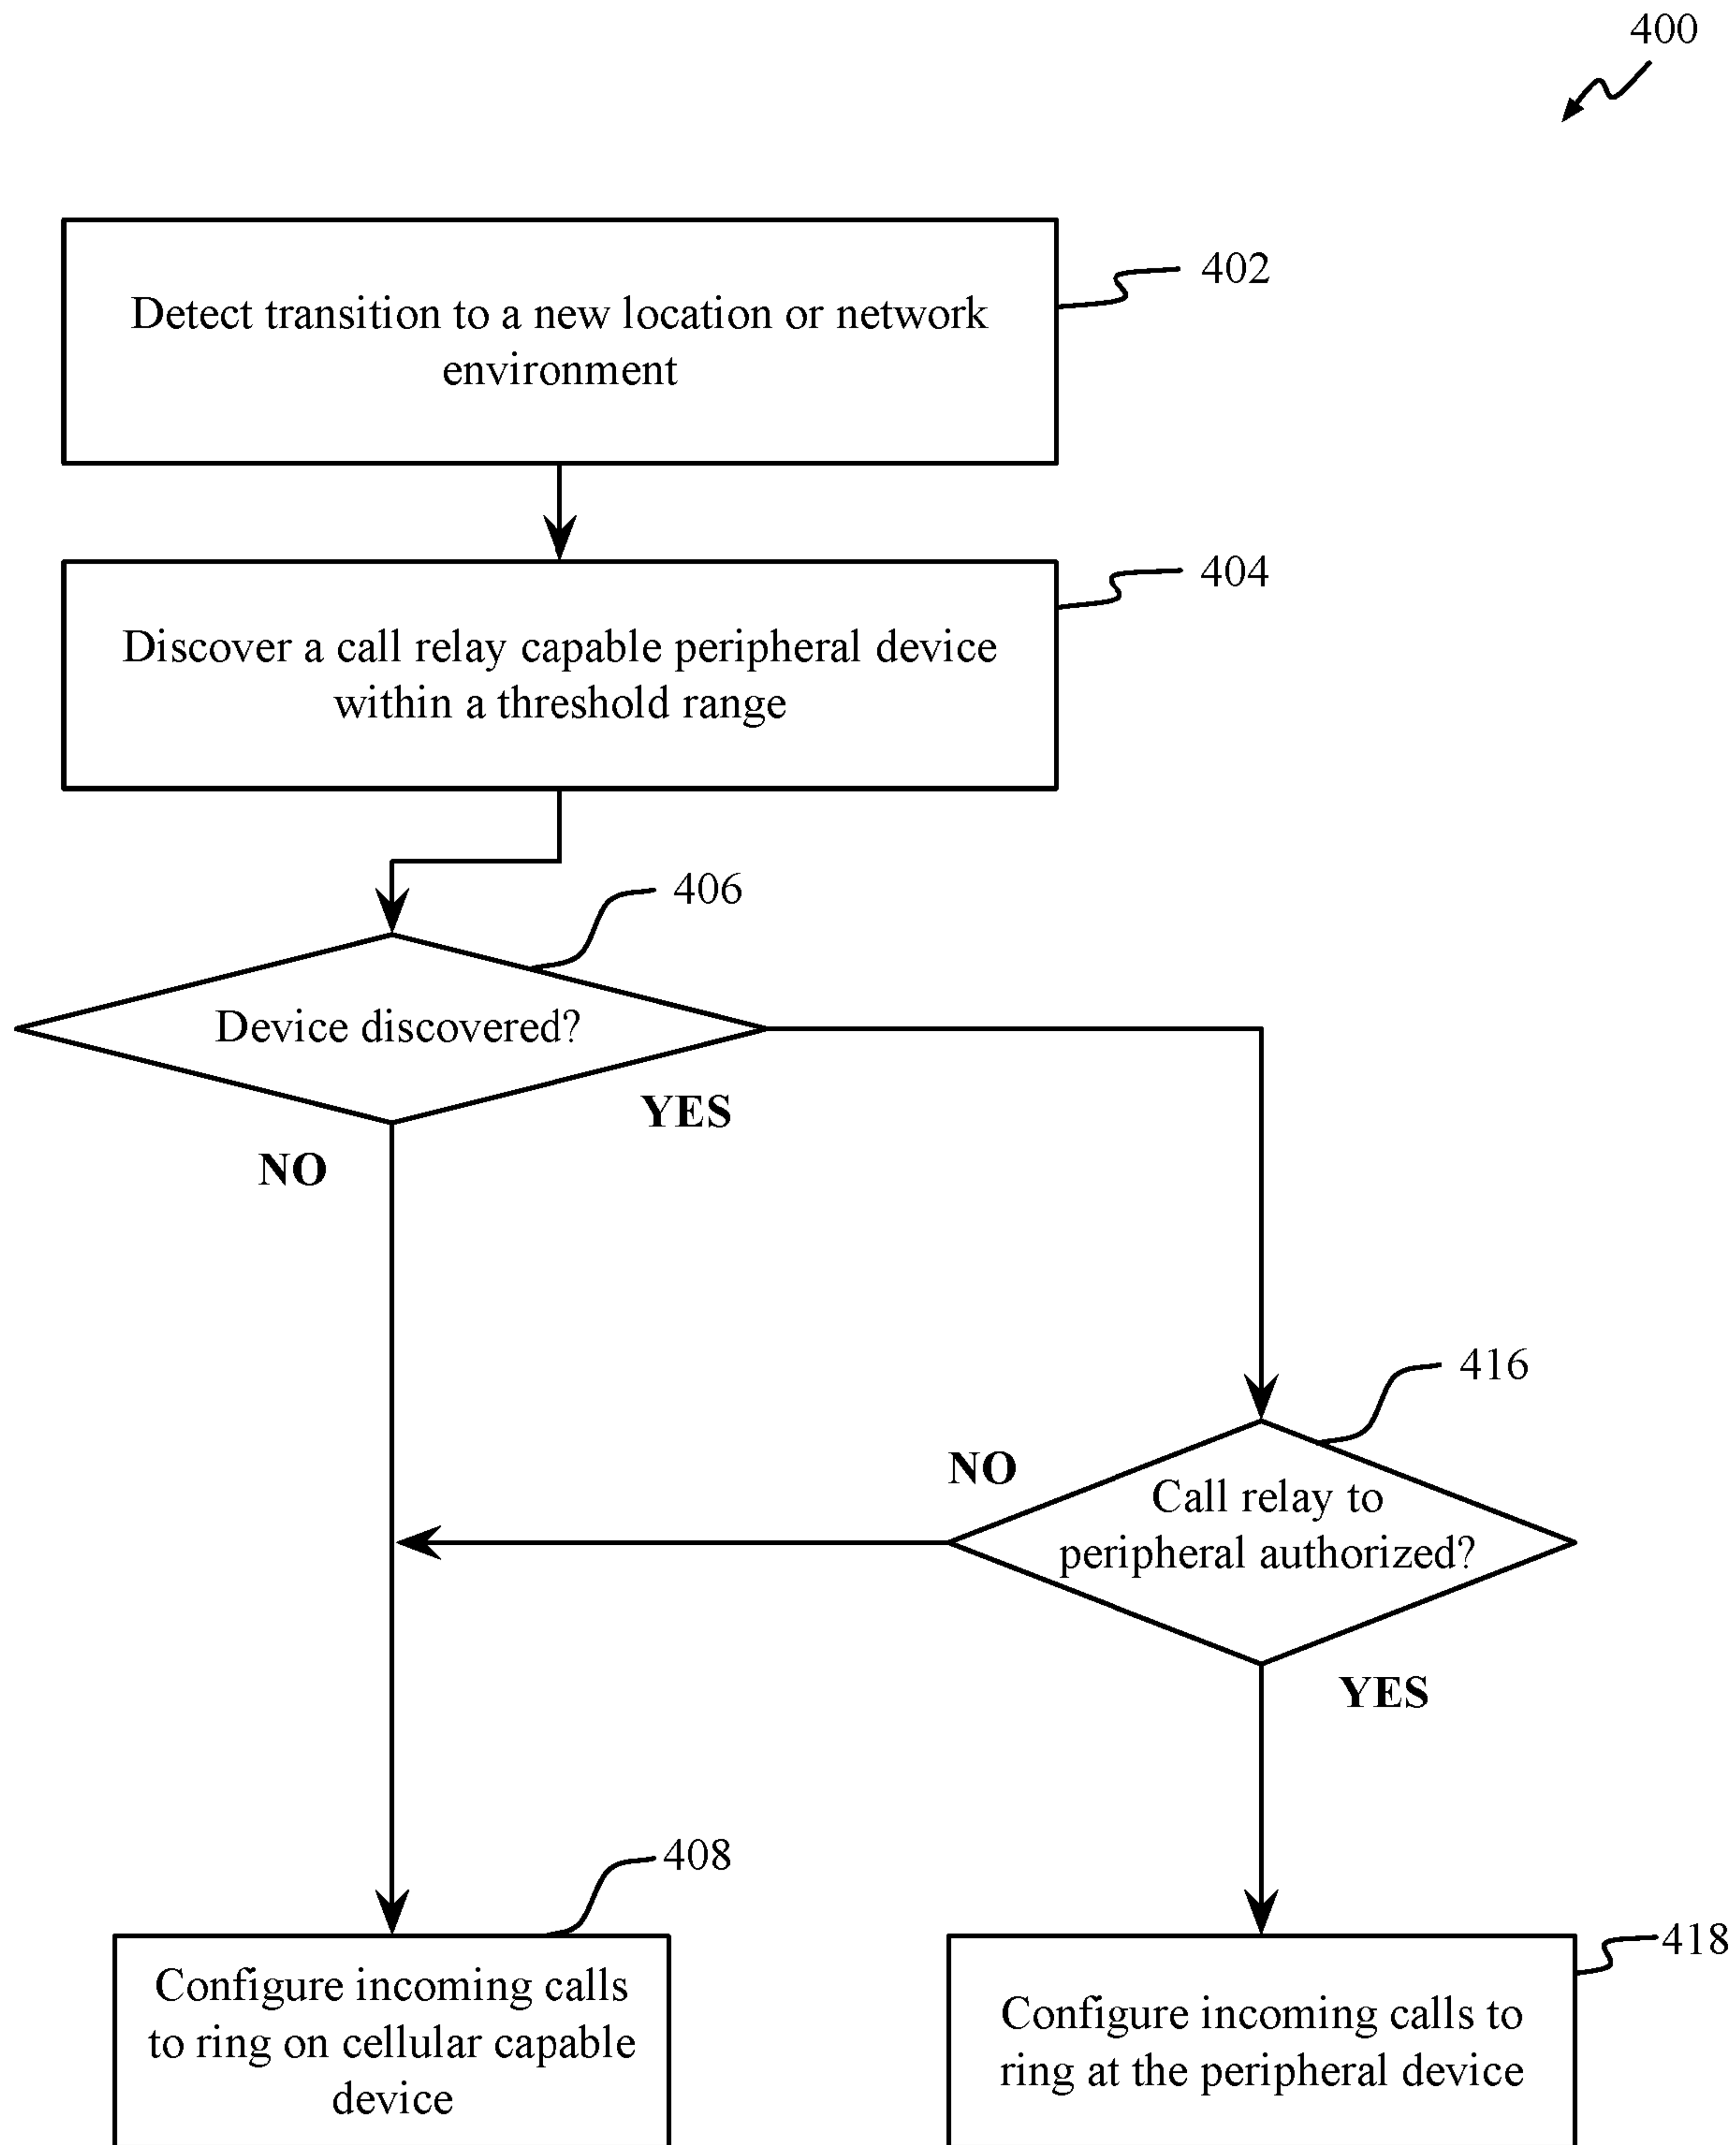 400
Detect transition to a new location or network
environment
402
Discover a call relay capable peripheral device
within a threshold range
404
406
Device discovered?
YES
NO
416
NO
Call relay to
peripheral authorized?
YES
408
Configure incoming calls
to ring on cellular capable
device
418
Configure incoming calls to
ring at the peripheral device